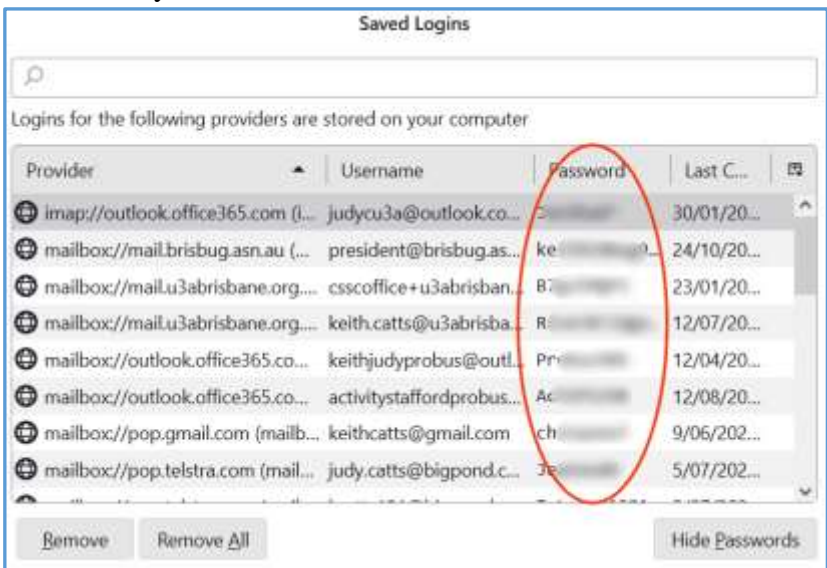 Saved Logins
Logins for the following providers are stored on your computer
Provider Username Password Last C...
imap://outlook.office365.com (i... judycu3a@outlook.co... 30/01/20...
mailbox://mail.brisbug.asn.au (... president@brisbug.as... 24/10/20...
mailbox://mail.u3abrisbane.org.... csscoffice+u3abrisban... 23/01/20...
mailbox://mail.u3abrisbane.org.... keith.catts@u3abrisba... 12/07/20...
mailbox://outlook.office365.co... keithjudyprobus@outl... 12/04/20...
mailbox://outlook.office365.co... activitystaffordprobus... 12/08/20...
mailbox://pop.gmail.com (mailb... keithcatts@gmail.com 9/06/202...
mailbox://pop.telstra.com (mail... judy.catts@bigpond.c... 5/07/202...
Remove Remove All Hide Passwords